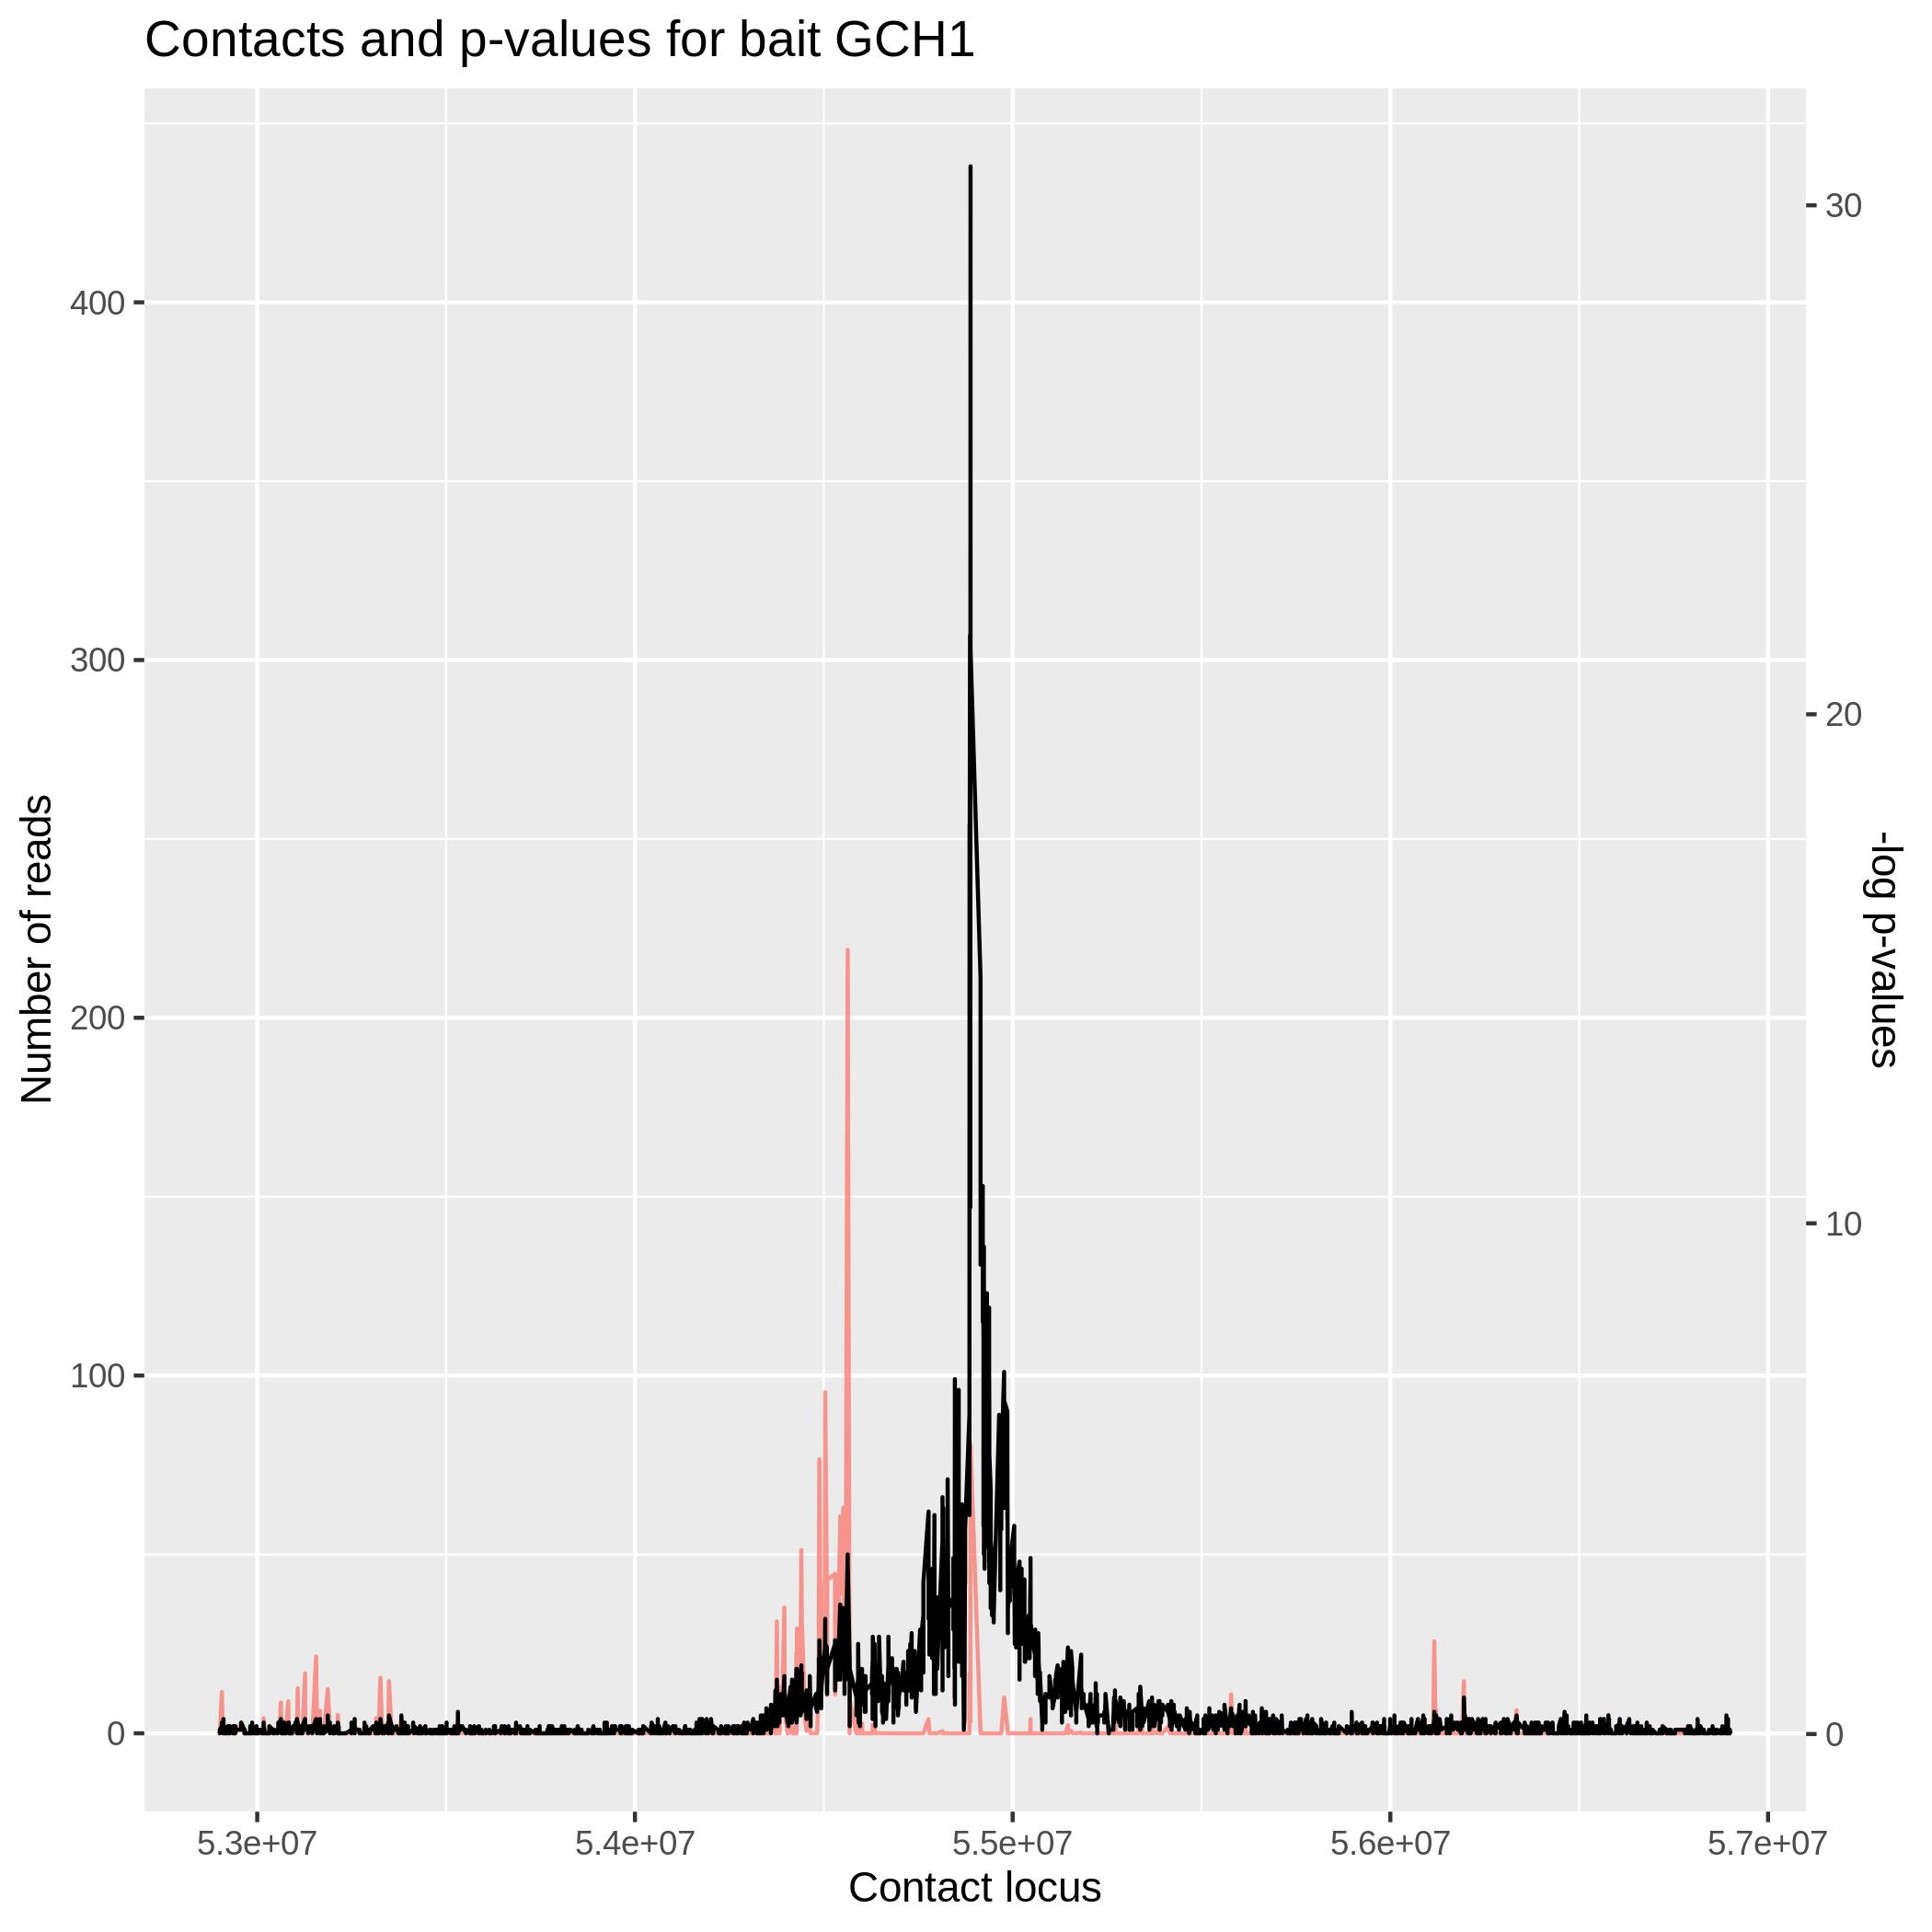 Contacts and p-values for bait GCH1
Number of reads
400
300
200
100
0
30
20
10
0
-log p-values
5.3e+07 5.4e+07 5.5e+07 5.6e+07 5.7e+07
Contact locus